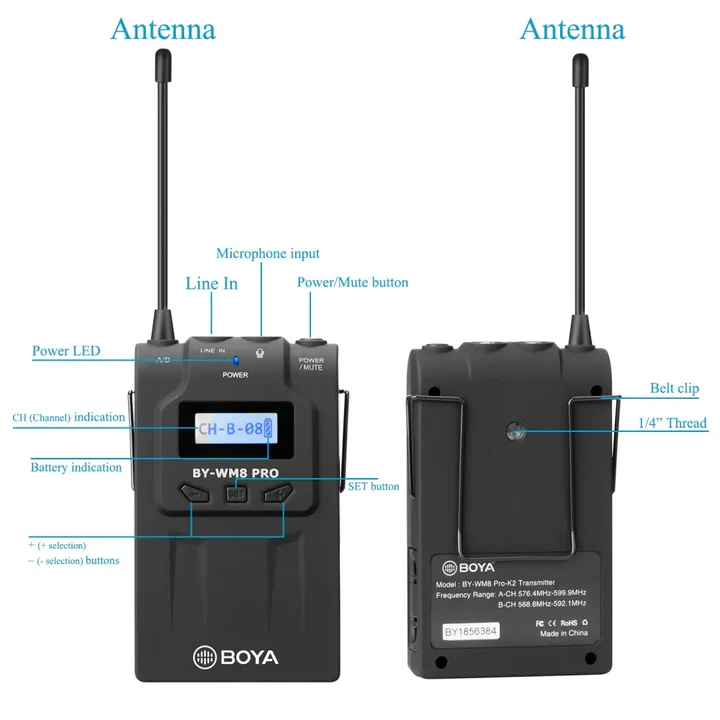 Antenna
Antenna
Microphone input
Line In
Power/Mute button
Power LED
A/B
LINE IN
POWER
/MUTE
POWER
CH (Channel) indication
CH-B-08
Battery indication
BY-WM8 PRO
SET button
-
SET
+
+ (+ selection)
− (- selection) buttons
BOYA
Belt clip
1/4” Thread
BOYA
Model : BY-WM8 Pro-K2 Transmitter
Frequency Range: A-CH 576.4MHz-599.9MHz
B-CH 568.6MHz-592.1MHz
FC CE RoHS
BY1856384
Made in China